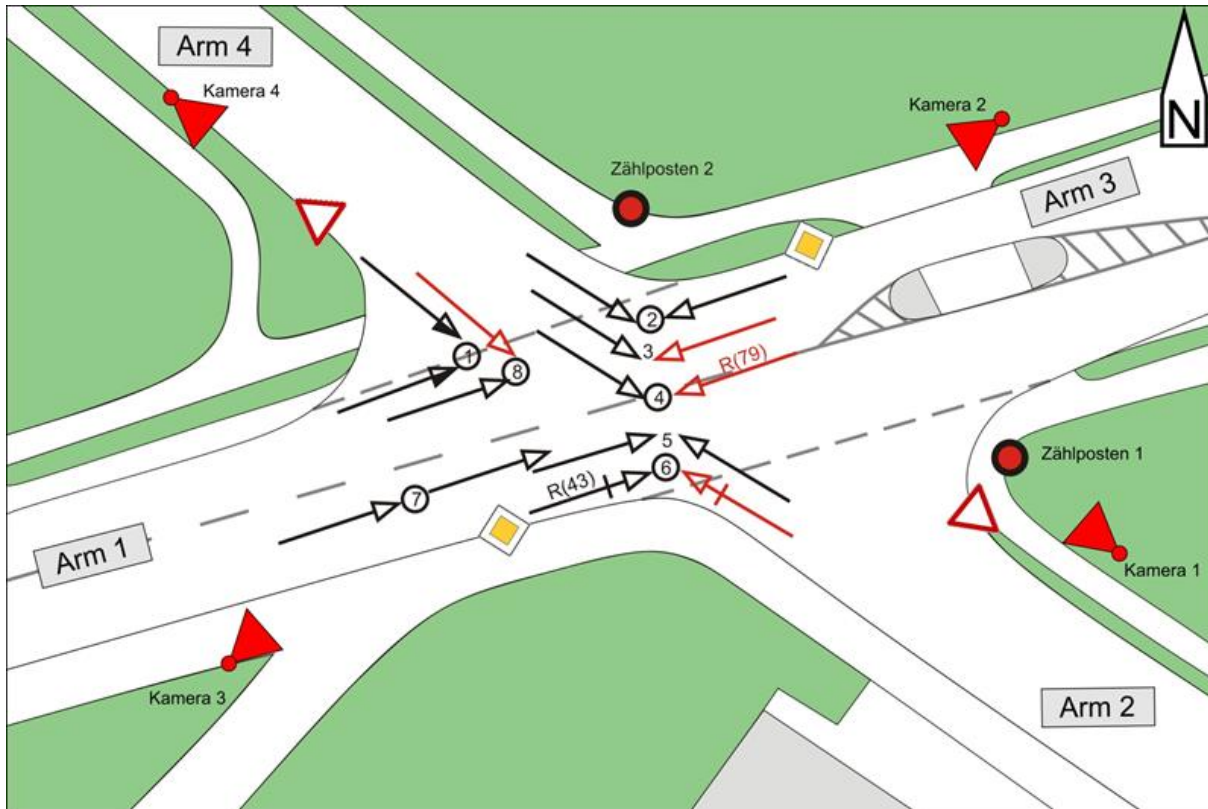 Arm 4
Kamera 4
Kamera 2
N
Zählposten 2
Arm 3
2
1
3
R(79)
8
4
5
Zählposten 1
6
R(43)
7
Arm 1
Kamera 1
Kamera 3
Arm 2